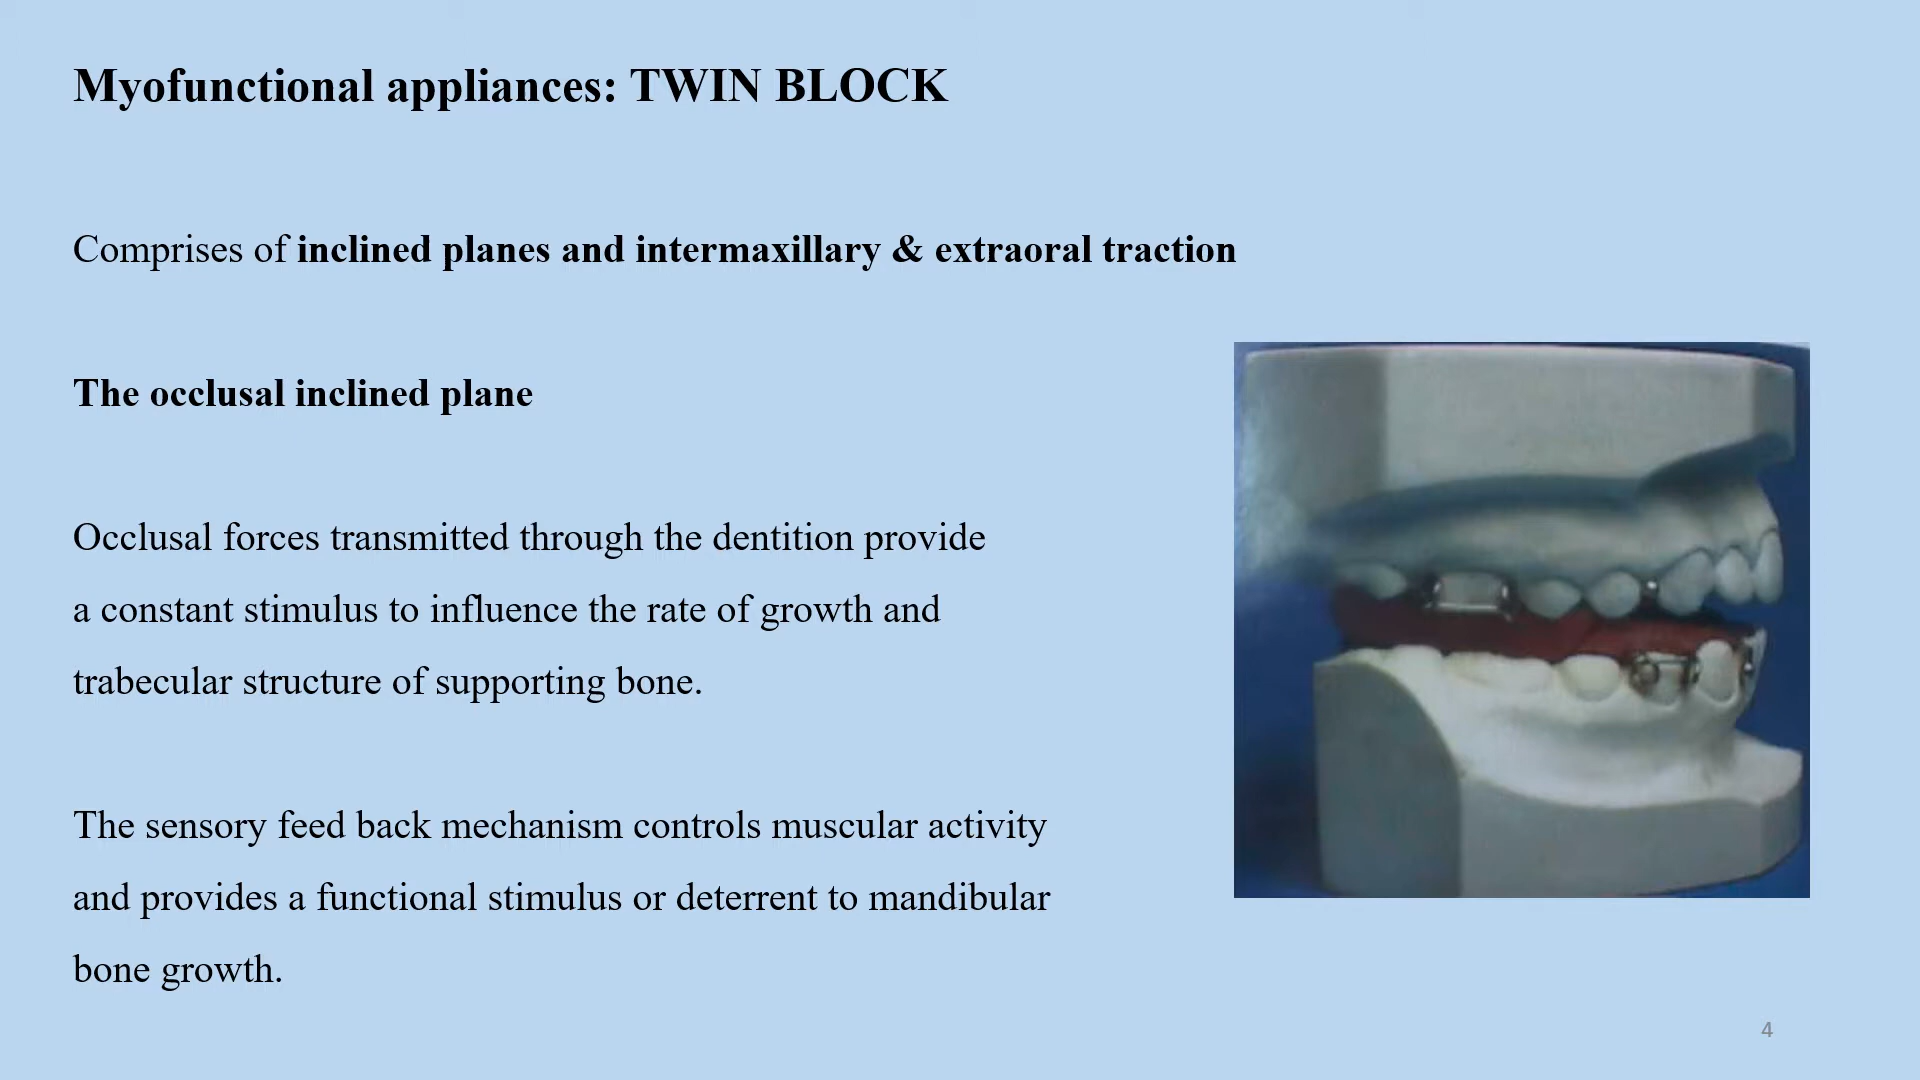 Myofunctional appliances: TWIN BLOCK
Comprises of inclined planes and intermaxillary & extraoral traction
The occlusal inclined plane
Occlusal forces transmitted through the dentition provide
a constant stimulus to influence the rate of growth and
trabecular structure of supporting bone.
The sensory feed back mechanism controls muscular activity
and provides a functional stimulus or deterrent to mandibular
bone growth.
4